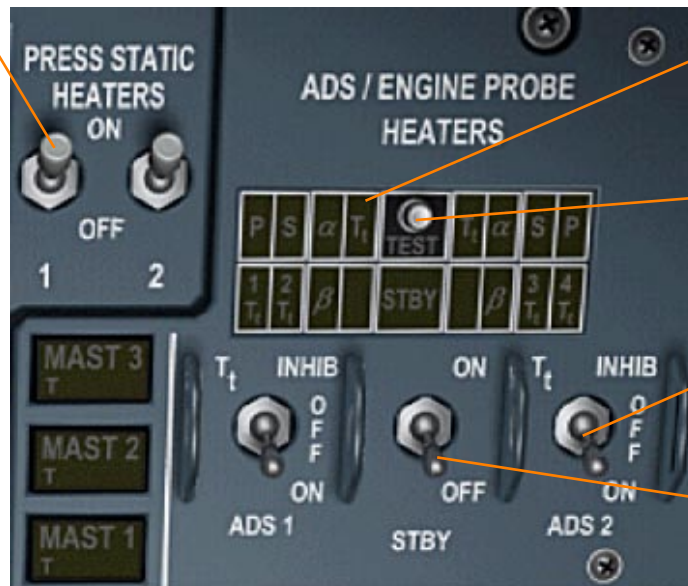 PRESS STATIC
HEATERS
ON
OFF
1 2
ADS / ENGINE PROBE
HEATERS
P S α Tt TEST Tt α S P
1 Tt 2 Tt β STBY β 3 Tt 4 Tt
MAST 3
T
MAST 2
T
MAST 1
T
Tt INHIB
OFF
ON
ADS 1
ON
OFF
STBY
Tt INHIB
OFF
ON
ADS 2